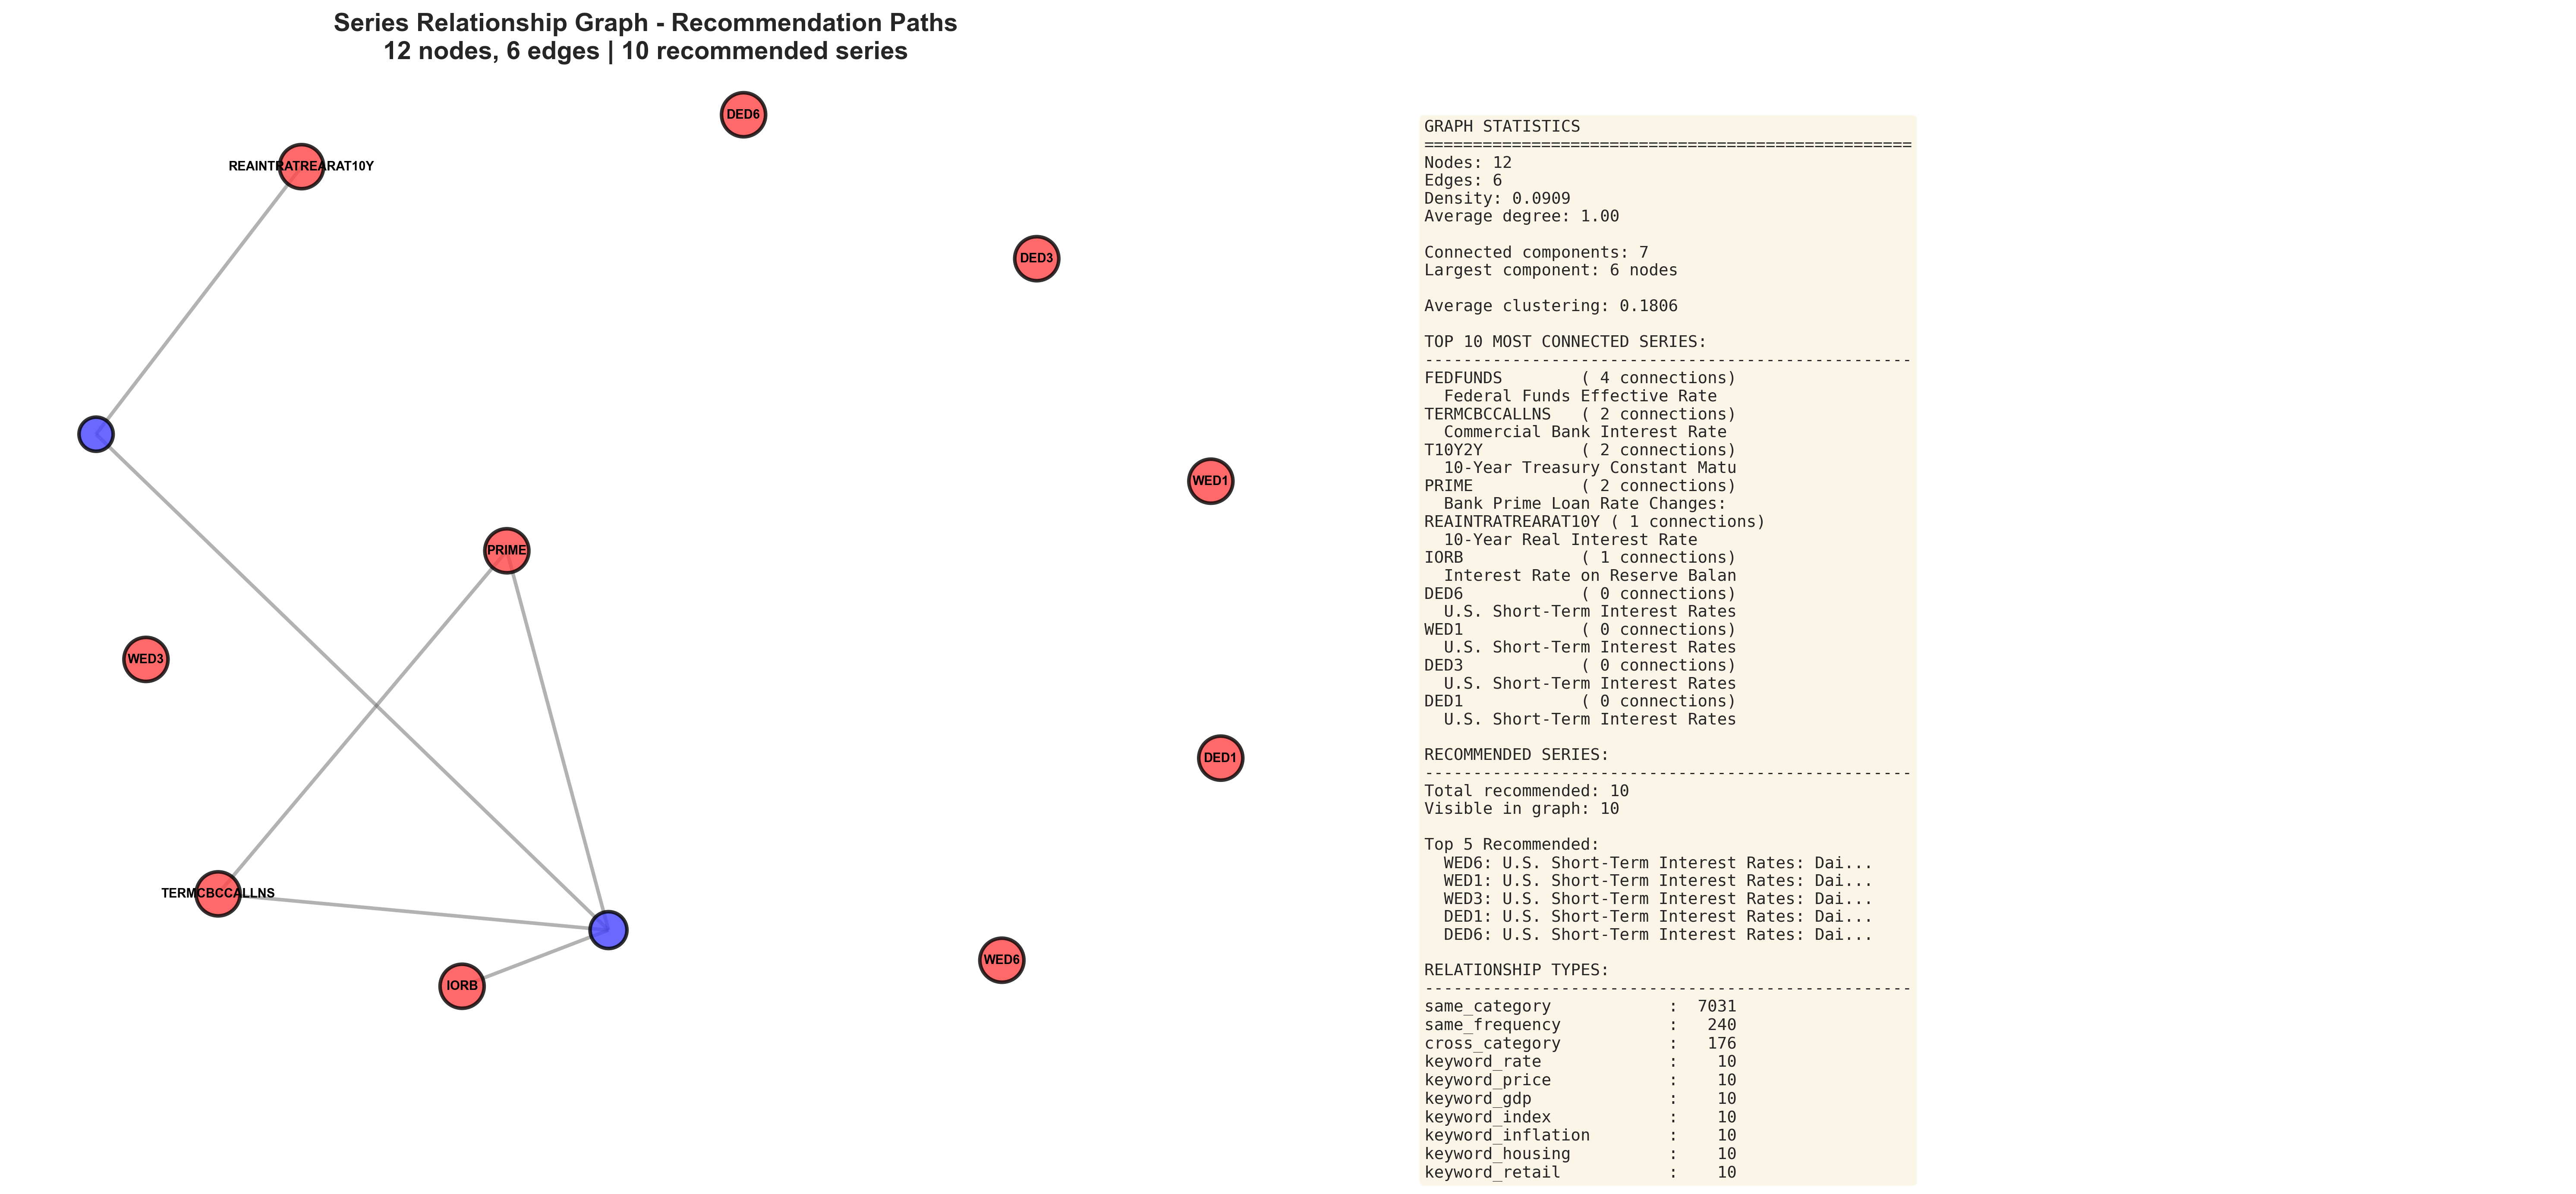 Series Relationship Graph - Recommendation Paths
12 nodes, 6 edges | 10 recommended series
DED6
REAINTRATREARAT10Y
DED3
WED1
PRIME
WED3
DED1
TERMCBCCALLNS
WED6
IORB
GRAPH STATISTICS
==================================================
Nodes: 12
Edges: 6
Density: 0.0909
Average degree: 1.00
Connected components: 7
Largest component: 6 nodes
Average clustering: 0.1806
TOP 10 MOST CONNECTED SERIES:
--------------------------------------------------
FEDFUNDS        ( 4 connections)
  Federal Funds Effective Rate
TERMCBCCALLNS   ( 2 connections)
  Commercial Bank Interest Rate
T10Y2Y          ( 2 connections)
  10-Year Treasury Constant Matu
PRIME           ( 2 connections)
  Bank Prime Loan Rate Changes:
REAINTRATREARAT10Y ( 1 connections)
  10-Year Real Interest Rate
IORB            ( 1 connections)
  Interest Rate on Reserve Balan
DED6            ( 0 connections)
  U.S. Short-Term Interest Rates
WED1            ( 0 connections)
  U.S. Short-Term Interest Rates
DED3            ( 0 connections)
  U.S. Short-Term Interest Rates
DED1            ( 0 connections)
  U.S. Short-Term Interest Rates
RECOMMENDED SERIES:
--------------------------------------------------
Total recommended: 10
Visible in graph: 10
Top 5 Recommended:
  WED6: U.S. Short-Term Interest Rates: Dai...
  WED1: U.S. Short-Term Interest Rates: Dai...
  WED3: U.S. Short-Term Interest Rates: Dai...
  DED1: U.S. Short-Term Interest Rates: Dai...
  DED6: U.S. Short-Term Interest Rates: Dai...
RELATIONSHIP TYPES:
--------------------------------------------------
same_category            :  7031
same_frequency           :   240
cross_category           :   176
keyword_rate             :    10
keyword_price            :    10
keyword_gdp              :    10
keyword_index            :    10
keyword_inflation        :    10
keyword_housing          :    10
keyword_retail           :    10